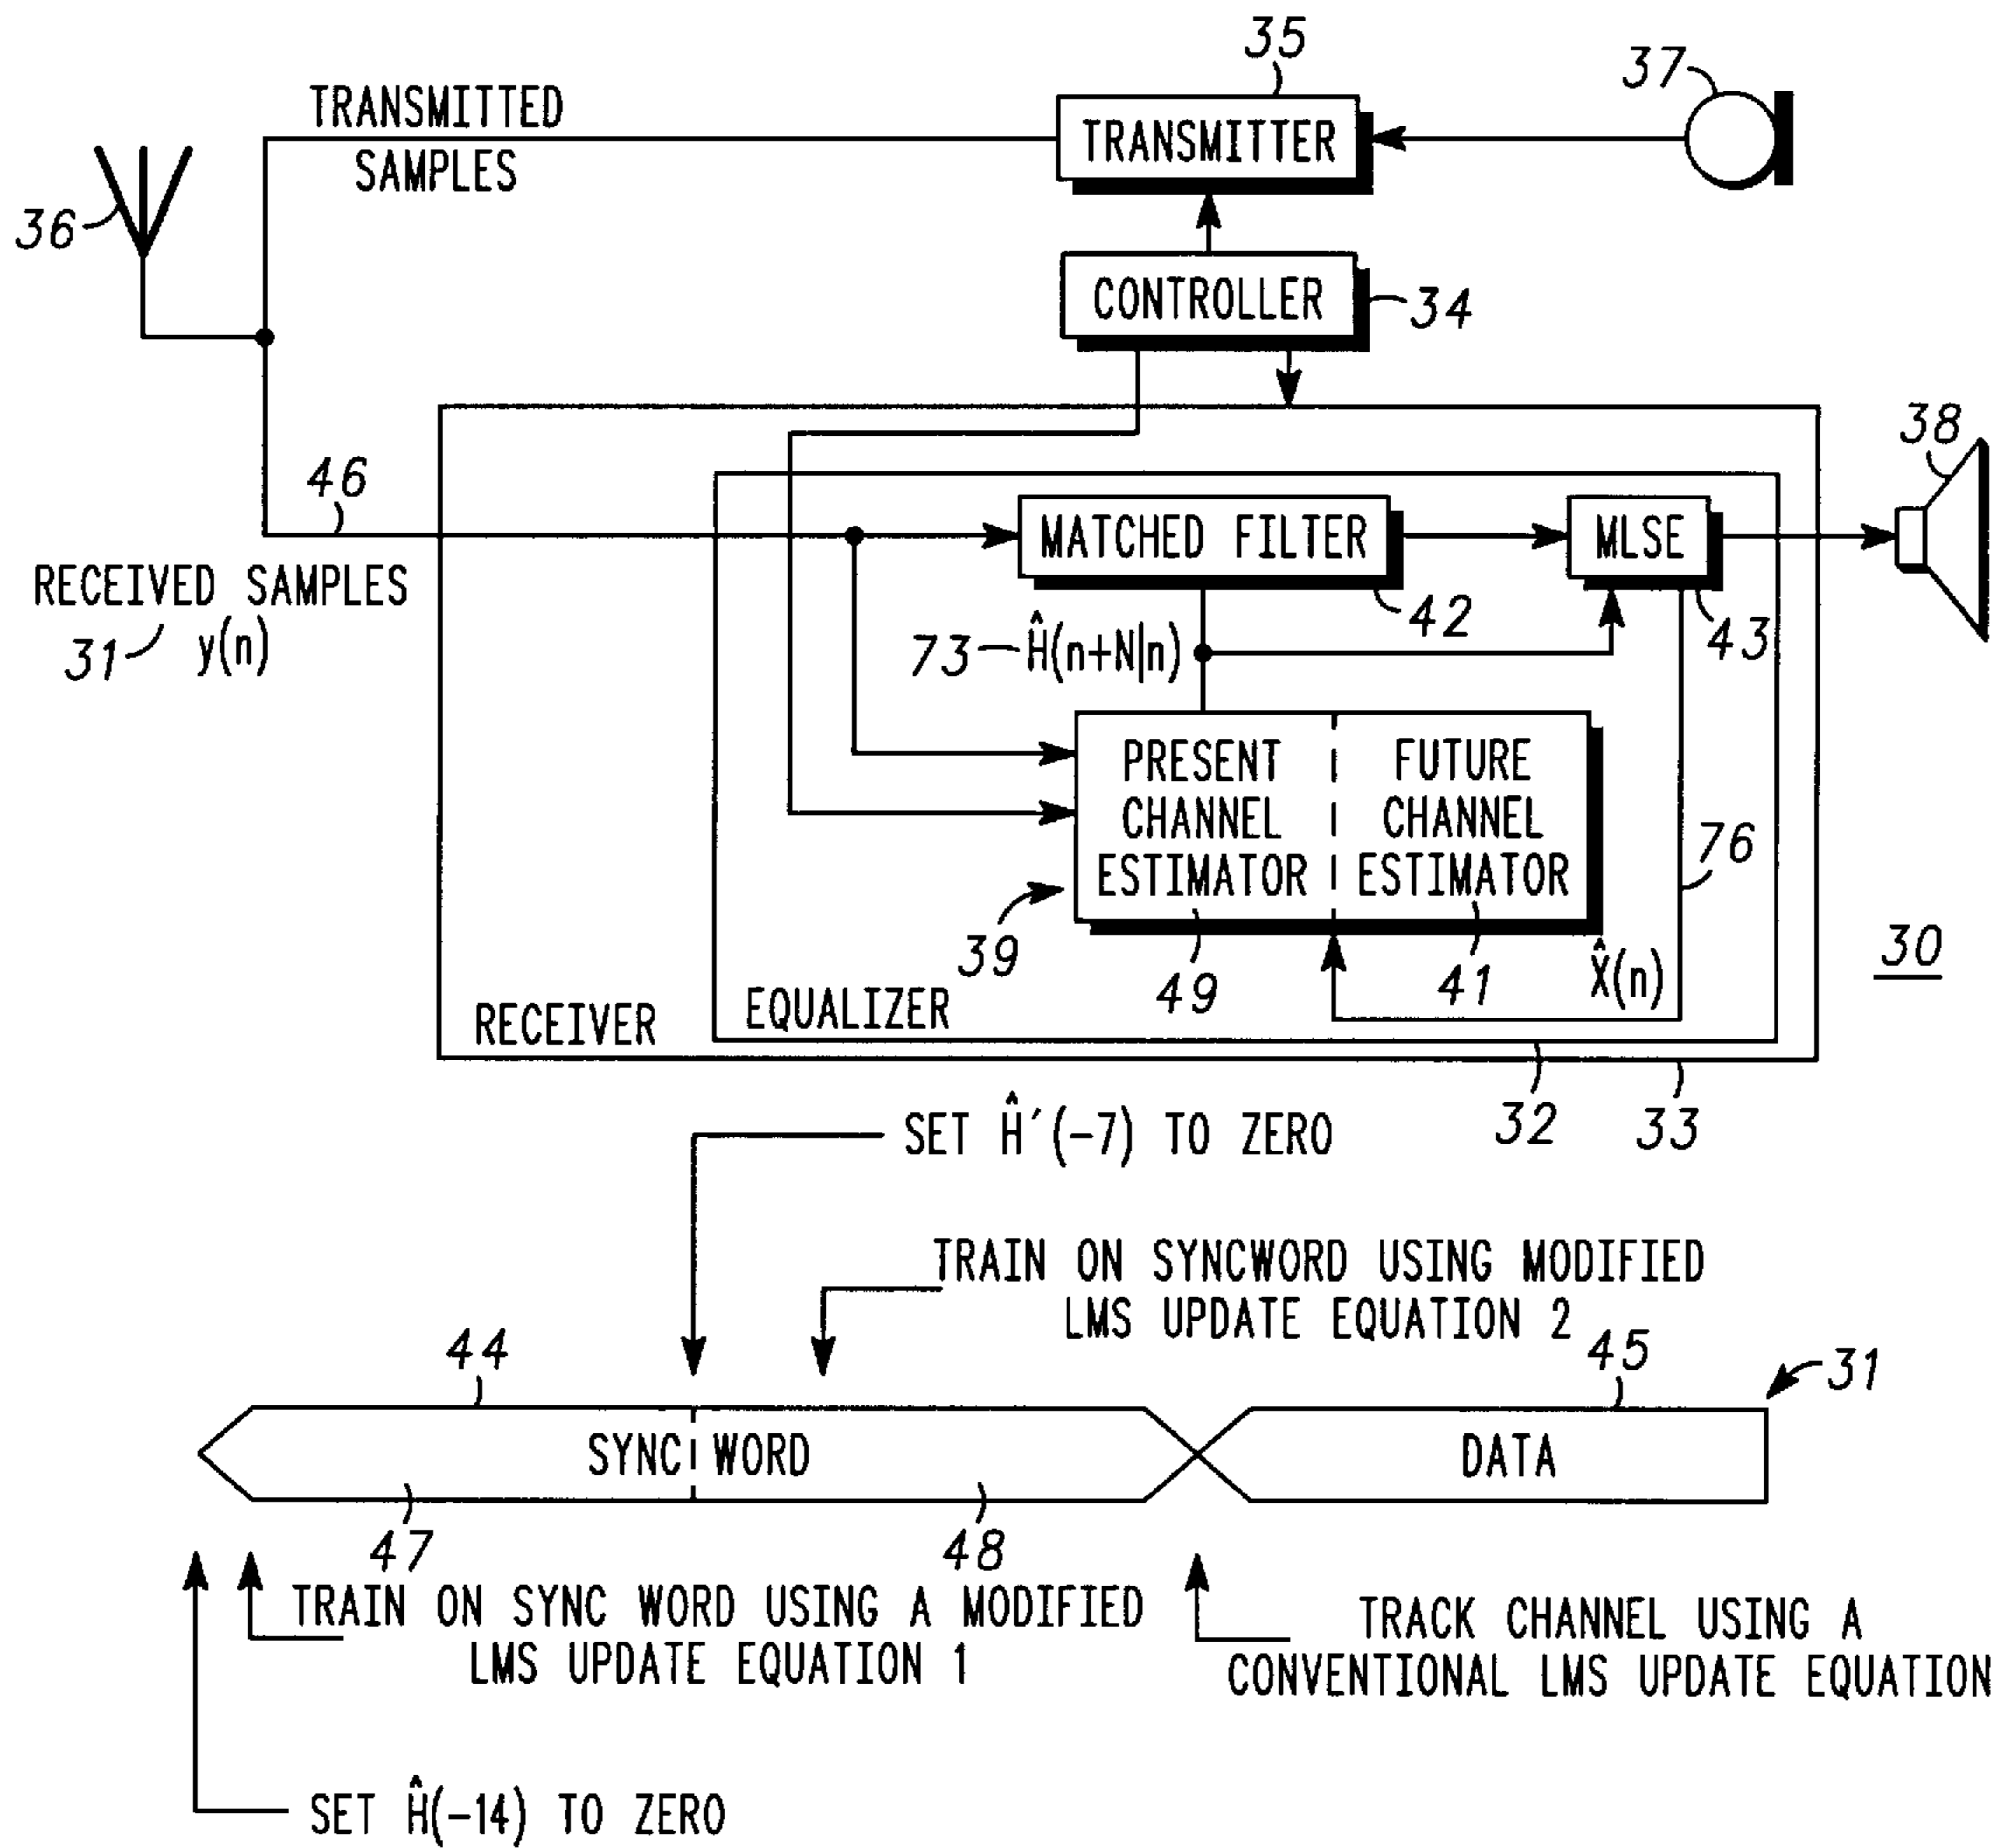 35
37
TRANSMITTED
SAMPLES
TRANSMITTER
36
CONTROLLER
34
38
46
MATCHED FILTER
MLSE
RECEIVED SAMPLES
31 y(n)
42
43
73 Ĥ(n+N|n)
PRESENT
CHANNEL
ESTIMATOR
FUTURE
CHANNEL
ESTIMATOR
76
39
49
41
X̂(n)
30
RECEIVER
EQUALIZER
32
33
SET Ĥ′(−7) TO ZERO
TRAIN ON SYNCWORD USING MODIFIED
LMS UPDATE EQUATION 2
44
45
31
SYNC WORD
DATA
47
48
TRAIN ON SYNC WORD USING A MODIFIED
LMS UPDATE EQUATION 1
TRACK CHANNEL USING A
CONVENTIONAL LMS UPDATE EQUATION
SET Ĥ(−14) TO ZERO